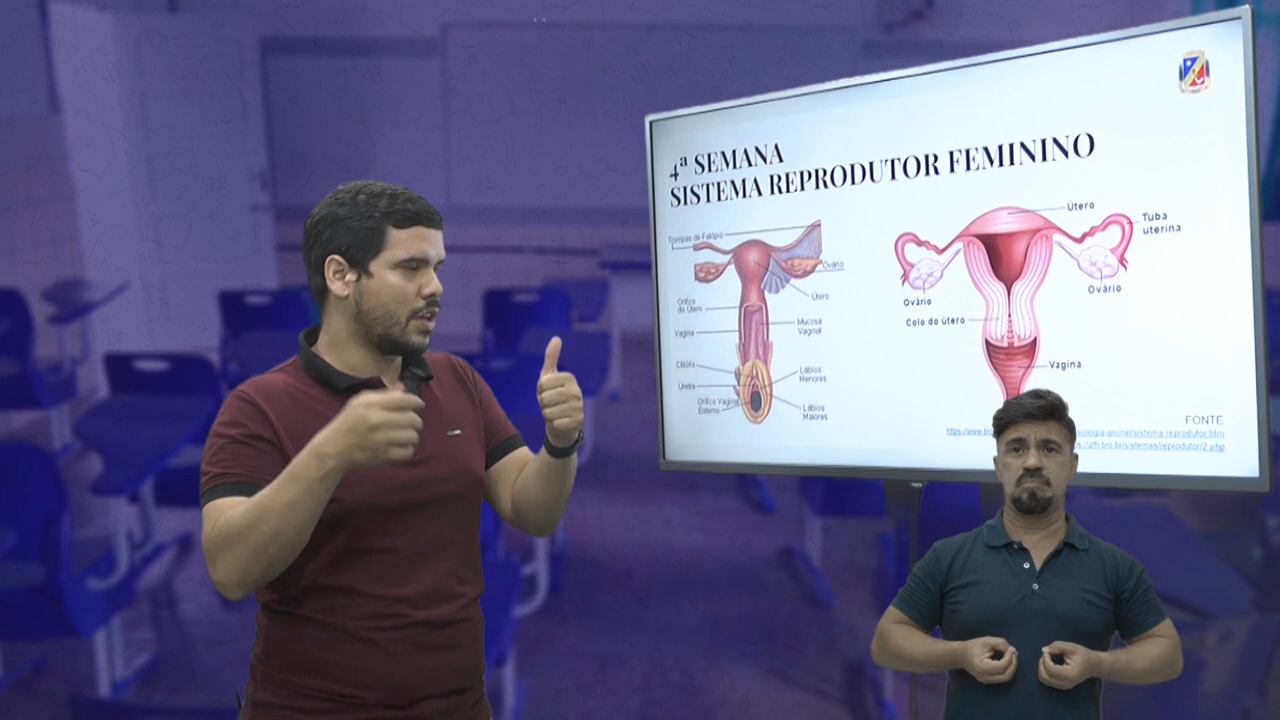 4ª SEMANA
SISTEMA REPRODUTOR FEMININO
Trompas de Falópio
Ovário
Útero
Orifício do Útero
Vagina
Mucosa
Vaginal
Clitóris
Lábios
Menores
Uretra
Orifício Vaginal
Externo
Lábios
Maiores
Útero
Tuba
uterina
Ovário
Ovário
Colo do útero
Vagina
FONTE